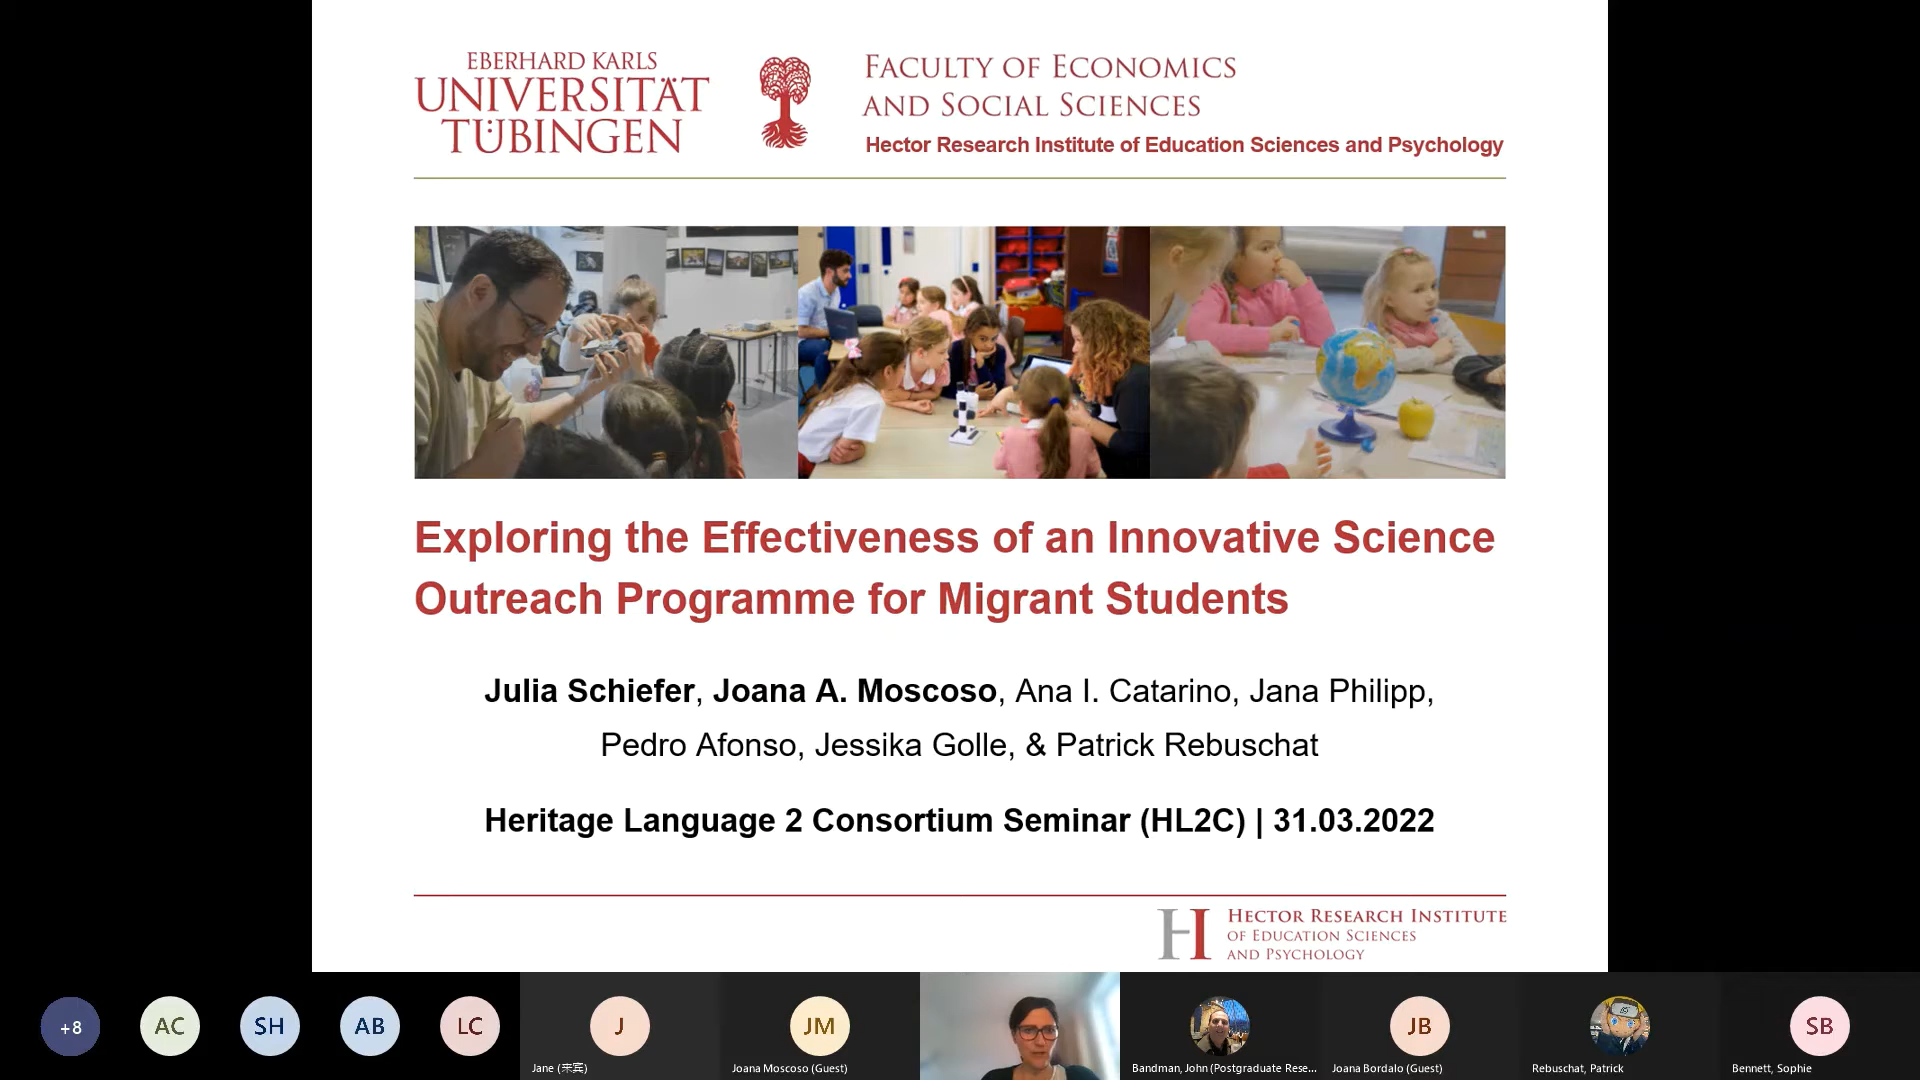 EBERHARD KARLS
UNIVERSITÄT
TÜBINGEN
FACULTY OF ECONOMICS
AND SOCIAL SCIENCES
Hector Research Institute of Education Sciences and Psychology
Exploring the Effectiveness of an Innovative Science
Outreach Programme for Migrant Students
Julia Schiefer, Joana A. Moscoso, Ana I. Catarino, Jana Philipp,
Pedro Afonso, Jessika Golle, & Patrick Rebuschat
Heritage Language 2 Consortium Seminar (HL2C) | 31.03.2022
H
HECTOR RESEARCH INSTITUTE
OF EDUCATION SCIENCES
AND PSYCHOLOGY
+8
AC
SH
AB
LC
J
Jane (来宾)
JM
Joana Moscoso (Guest)
Bandman, John (Postgraduate Rese...
JB
Joana Bordalo (Guest)
Rebuschat, Patrick
SB
Bennett, Sophie